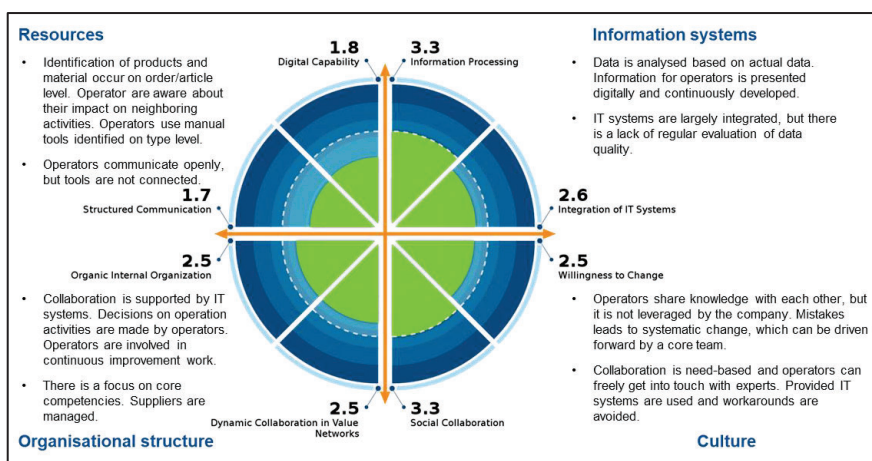 Resources
• Identification of products and
material occur on order/article
level. Operator are aware about
their impact on neighboring
activities. Operators use manual
tools identified on type level.
• Operators communicate openly,
but tools are not connected.
1.8
Digital Capability
3.3
Information Processing
Information systems
• Data is analysed based on actual data.
Information for operators is presented
digitally and continuously developed.
• IT systems are largely integrated, but there
is a lack of regular evaluation of data
quality.
1.7
Structured Communication
2.6
Integration of IT Systems
2.5
Organic Internal Organization
2.5
Willingness to Change
• Collaboration is supported by IT
systems. Decisions on operation
activities are made by operators.
Operators are involved in
continuous improvement work.
• There is a focus on core
competencies. Suppliers are
managed.
• Operators share knowledge with each other, but
it is not leveraged by the company. Mistakes
leads to systematic change, which can be driven
forward by a core team.
• Collaboration is need-based and operators can
freely get into touch with experts. Provided IT
systems are used and workarounds are
avoided.
2.5
Dynamic Collaboration in Value
Networks
3.3
Social Collaboration
Organisational structure
Culture